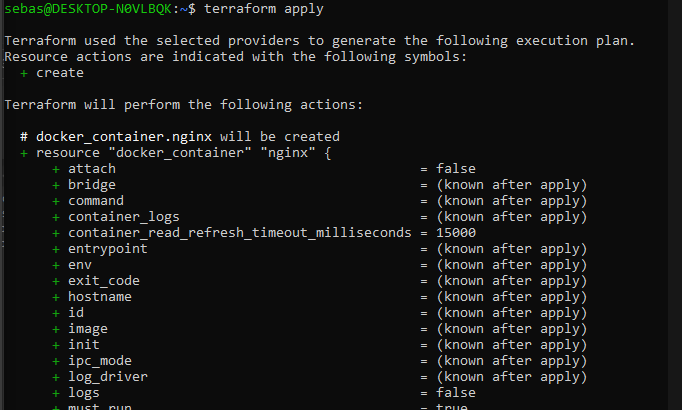 sebas@DESKTOP-N0VLBQK:~$ terraform apply
Terraform used the selected providers to generate the following execution plan.
Resource actions are indicated with the following symbols:
  + create
Terraform will perform the following actions:
  # docker_container.nginx will be created
  + resource "docker_container" "nginx" {
      + attach                                      = false
      + bridge                                      = (known after apply)
      + command                                     = (known after apply)
      + container_logs                              = (known after apply)
      + container_read_refresh_timeout_milliseconds = 15000
      + entrypoint                                  = (known after apply)
      + env                                         = (known after apply)
      + exit_code                                   = (known after apply)
      + hostname                                    = (known after apply)
      + id                                          = (known after apply)
      + image                                       = (known after apply)
      + init                                        = (known after apply)
      + ipc_mode                                    = (known after apply)
      + log_driver                                  = (known after apply)
      + logs                                        = false
      + must_run                                    = true